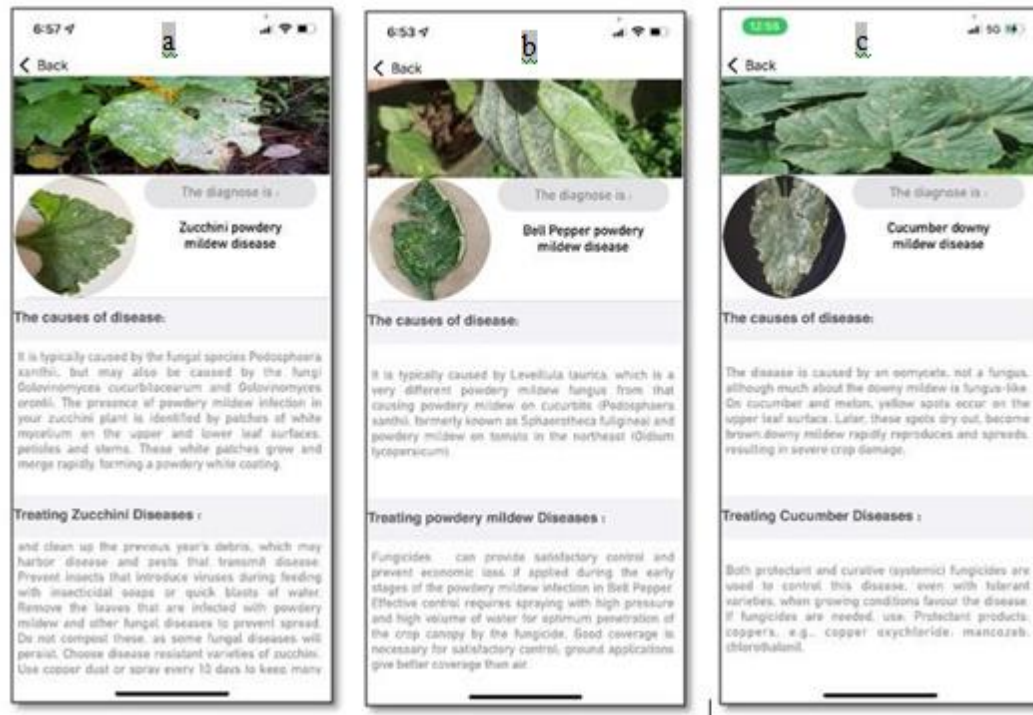 a
6:57
Back
The diagnose is :
Zucchini powdery
mildew disease
The causes of disease:
It is typically caused by the fungal species Podosphaera
xanthii, but may also be caused by the fungi
Golovinomyces cucurbitacearum and Golovinomyces
orontii. The presence of powdery mildew infection in
your zucchini plant is identified by patches of white
mycelium on the upper and lower leaf surfaces,
petioles and stems. These white patches grow and
merge rapidly, forming a powdery white coating.
Treating Zucchini Diseases :
and clean up the previous year's debris, which may
harbor disease and pests that transmit disease.
Prevent insects that introduce viruses during feeding
with insecticidal soaps or quick blasts of water.
Remove the leaves that are infected with powdery
mildew and other fungal diseases to prevent spread.
Do not compost these, as some fungal diseases will
persist. Choose disease resistant varieties of zucchini.
Use copper dust or spray every 10 days to keep many
b
6:53
Back
The diagnose is :
Bell Pepper powdery
mildew disease
The causes of disease:
It is typically caused by Leveillula taurica, which is a
very different powdery mildew fungus from that
causing powdery mildew on cucurbits (Podosphaera
xanthii, formerly known as Sphaerotheca fuliginea) and
powdery mildew on tomato in the northeast (Oidium
lycopersicum)
Treating powdery mildew Diseases :
Fungicides can provide satisfactory control and
prevent economic loss if applied during the early
stages of the powdery mildew infection in Bell Pepper.
Effective control requires spraying with high pressure
and high volume of water for optimum penetration of
the crop canopy by the fungicide. Good coverage is
necessary for satisfactory control; ground applications
give better coverage than air
c
12:55
5G
Back
The diagnose is :
Cucumber downy
mildew disease
The causes of disease:
The disease is caused by an oomycete, not a fungus,
although much about the downy mildew is fungus-like.
On cucumber and melon, yellow spots occur on the
upper leaf surface. Later, these spots dry out, become
brown.downy mildew rapidly reproduces and spreads,
resulting in severe crop damage.
Treating Cucumber Diseases :
Both protectant and curative (systemic) fungicides are
used to control this disease, even with tolerant
varieties, when growing conditions favour the disease.
If fungicides are needed, use. Protectant products:
coppers, e.g., copper oxychloride, mancozeb,
chlorothalonil.